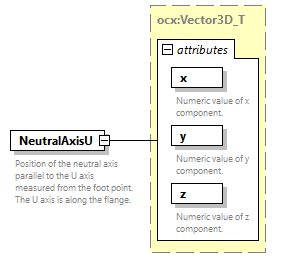 ocx:Vector3D_T
attributes
x
Numeric value of x
component.
y
Numeric value of y
component.
z
Numeric value of z
component.
NeutralAxisU
Position of the neutral axis
parallel to the U axis
measured from the foot point.
The U axis is along the flange.